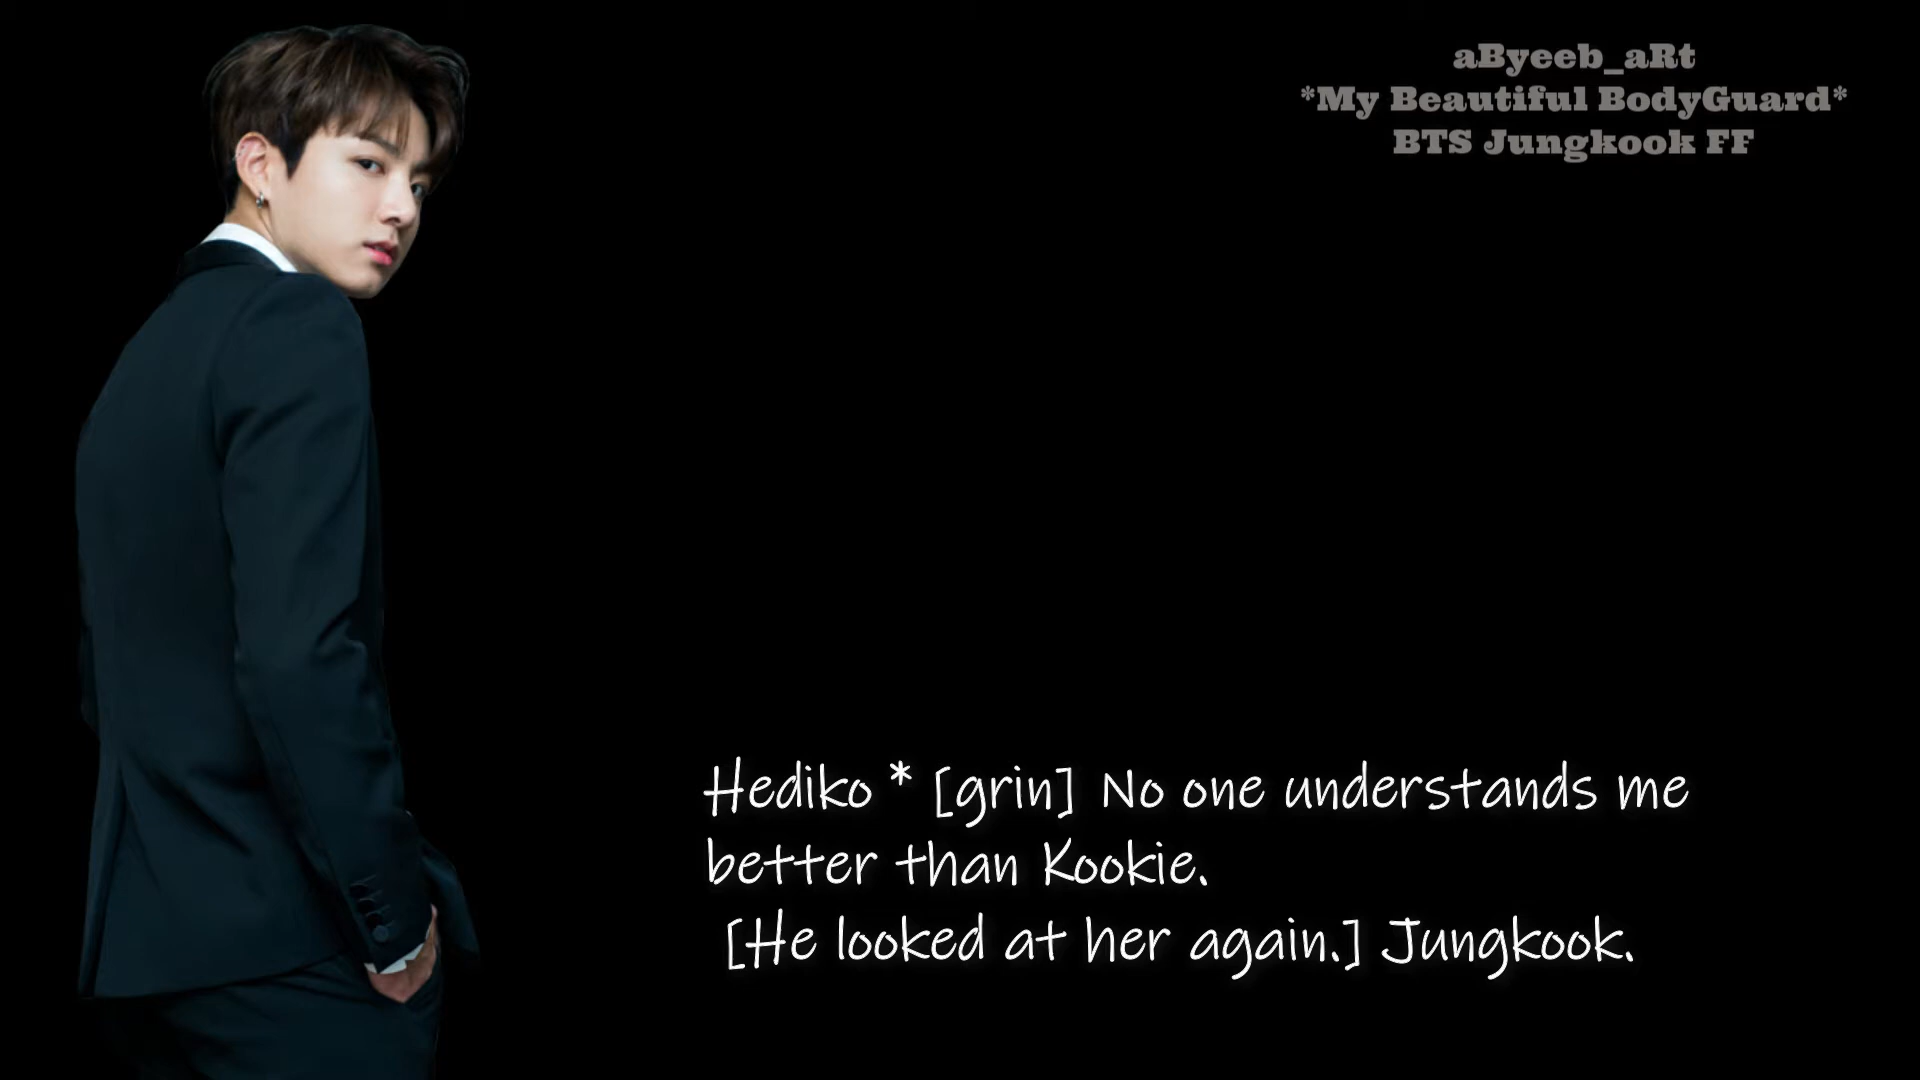 aByeeb_aRt
*My Beautiful BodyGuard*
BTS Jungkook FF
Hediko * [grin] No one understands me
better than Kookie.
[He looked at her again.] Jungkook.